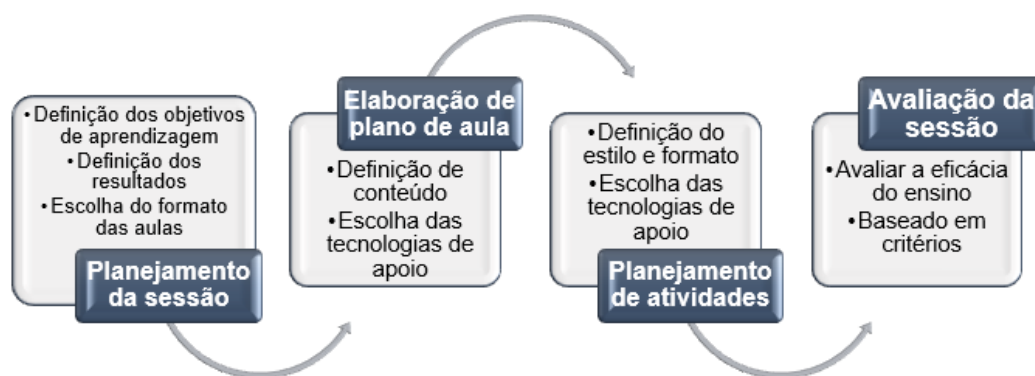 •Definição dos objetivos
de aprendizagem
•Definição dos
resultados
•Escolha do formato
das aulas
Planejamento
da sessão
Elaboração de
plano de aula
•Definição de
conteúdo
•Escolha das
tecnologias de
apoio
•Definição do
estilo e formato
•Escolha das
tecnologias de
apoio
Planejamento
de atividades
Avaliação da
sessão
•Avaliar a eficácia
do ensino
•Baseado em
critérios